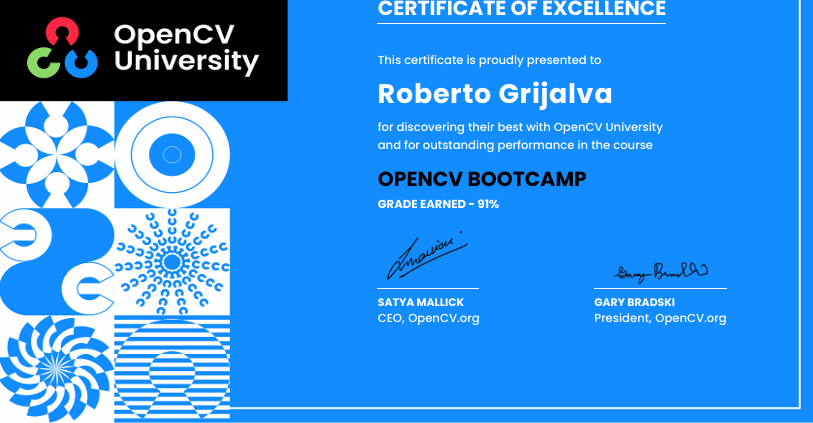 OpenCV
University
CERTIFICATE OF EXCELLENCE
This certificate is proudly presented to
Roberto Grijalva
for discovering their best with OpenCV University
and for outstanding performance in the course
OPENCV BOOTCAMP
GRADE EARNED - 91%
Gary Bradski
SATYA MALLICK
CEO, OpenCV.org
GARY BRADSKI
President, OpenCV.org